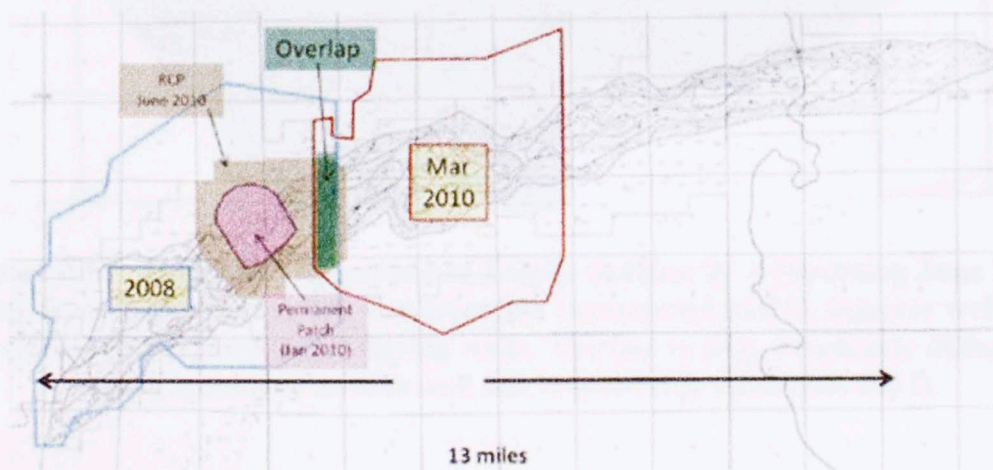 Overlap
RCP
June 2010
Mar
2010
2008
Permanent
Patch
(Jan 2010)
13 miles